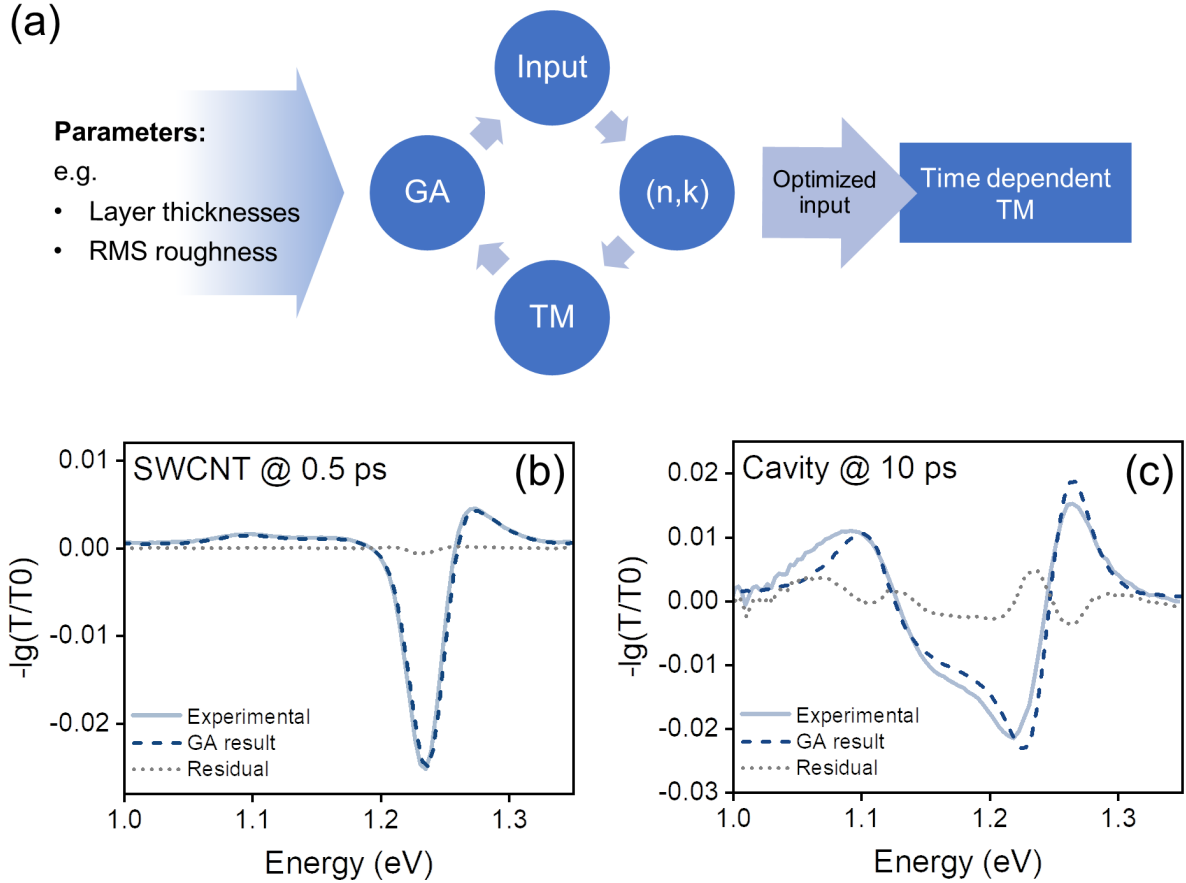 (a)
Parameters:
e.g.
• Layer thicknesses
• RMS roughness
Input
GA
(n,k)
TM
Optimized
input
Time dependent
TM
SWCNT @ 0.5 ps
(b)
0.01
0.00
-0.01
-0.02
-lg(T/T0)
Experimental
GA result
Residual
1.0
1.1
1.2
1.3
Energy (eV)
Cavity @ 10 ps
(c)
0.02
0.01
0.00
-0.01
-0.02
-0.03
-lg(T/T0)
Experimental
GA result
Residual
1.0
1.1
1.2
1.3
Energy (eV)